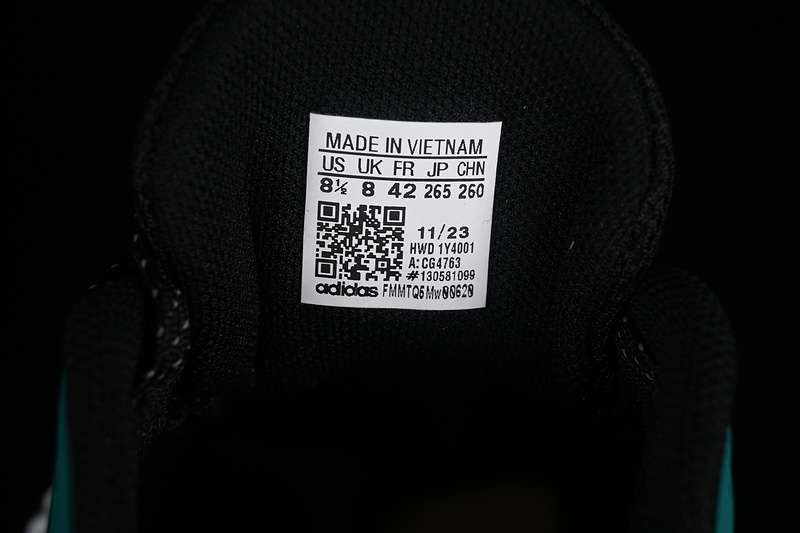 MADE IN VIETNAM
US UK FR JP CHN
8½ 8 42 265 260
11/23
HWD 1Y4001
A: CG4763
#130581099
adidas FMMTQ6Mw00620